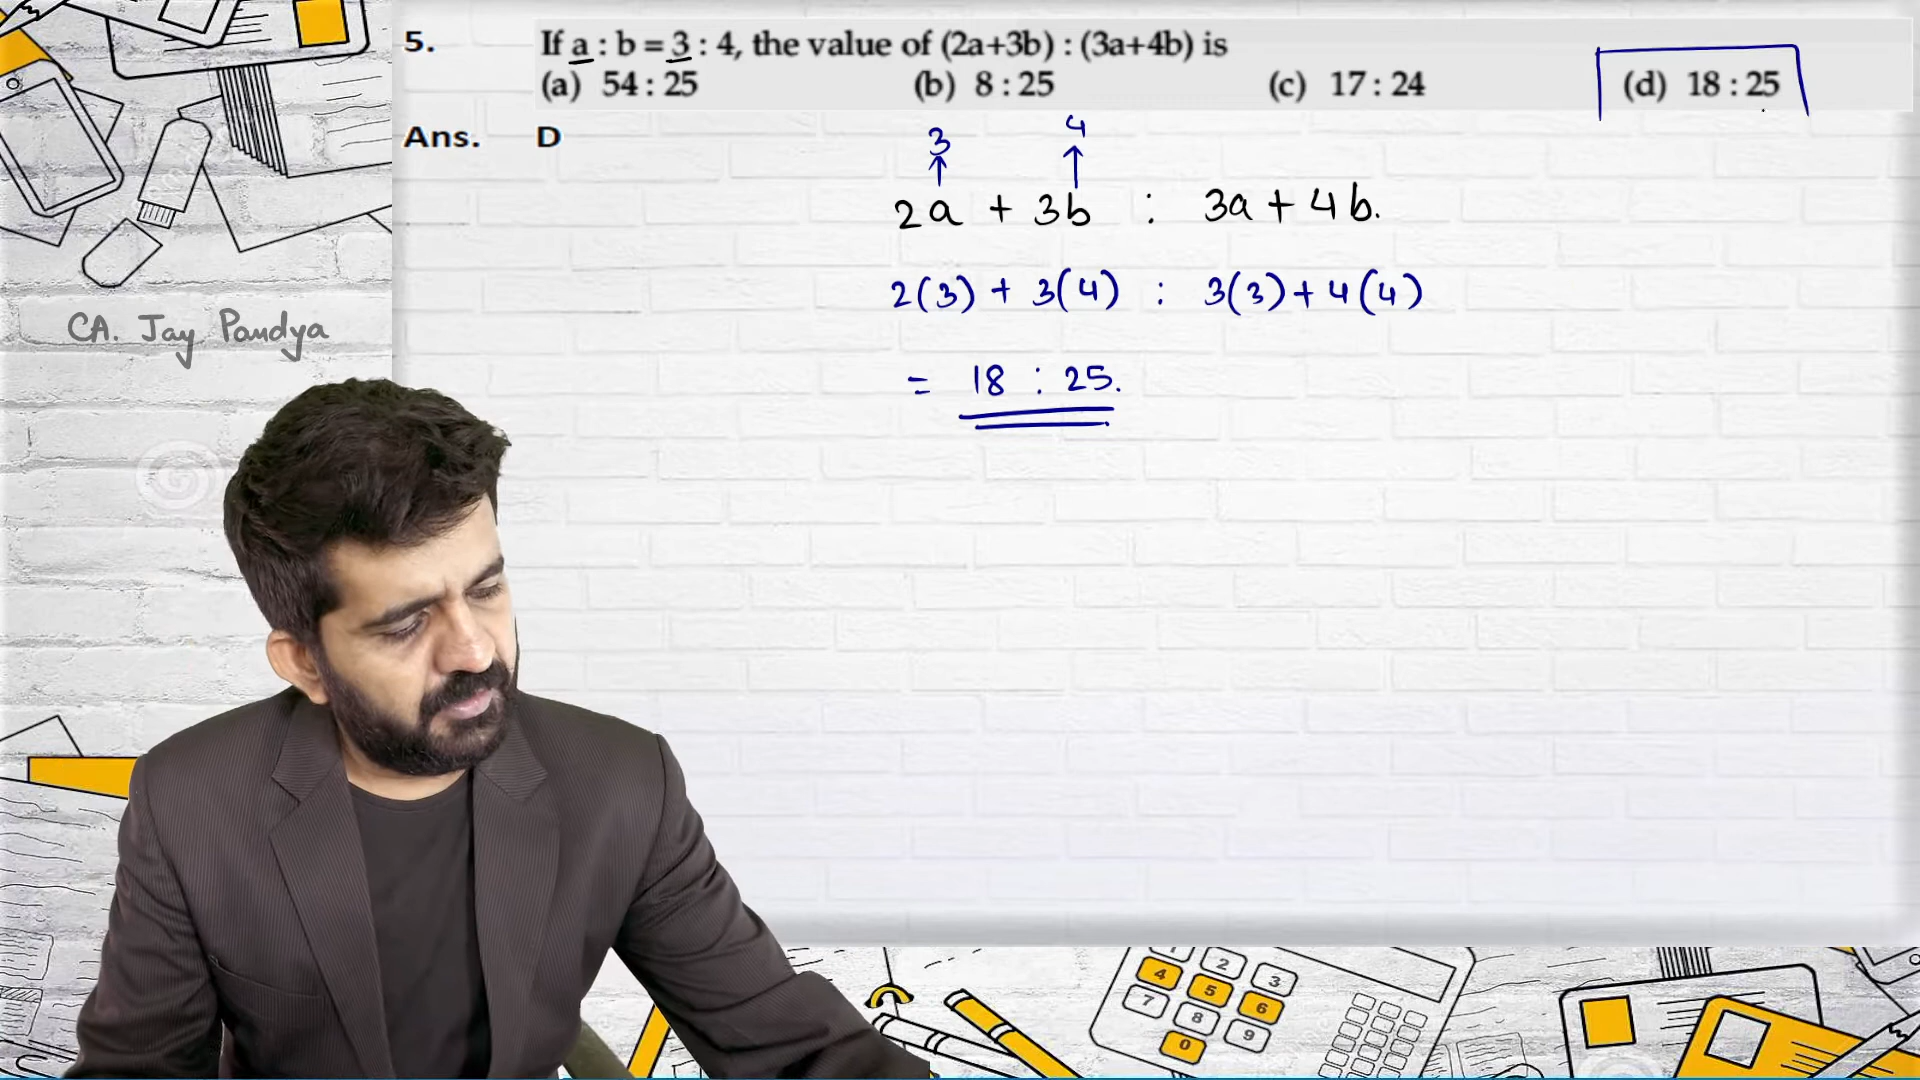 5. If a : b = 3 : 4, the value of (2a+3b) : (3a+4b) is
(a) 54 : 25 (b) 8 : 25 (c) 17 : 24 (d) 18 : 25
Ans. D
3 4
2a + 3b : 3a + 4b.
2(3) + 3(4) : 3(3) + 4(4)
= 18 : 25.
CA. Jay Pandya
1 2 3
4 5 6
7 8 9
0